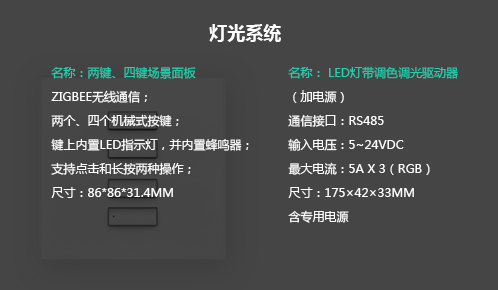 灯光系统
名称：两键、四键场景面板
ZIGBEE无线通信；
两个、四个机械式按键；
键上内置LED指示灯，并内置蜂鸣器；
支持点击和长按两种操作；
尺寸：86*86*31.4MM
名称： LED灯带调色调光驱动器
（加电源）
通信接口：RS485
输入电压：5~24VDC
最大电流：5A X 3（RGB）
尺寸：175×42×33MM
含专用电源